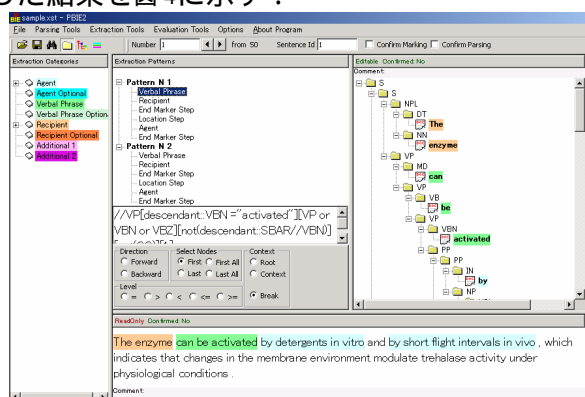 した結果を図4に示す．
BIE sample.xst - PBIE2
File Parsing Tools Extraction Tools Evaluation Tools Options About Program
Number 1 from 50 Sentence Id 1 Confirm Marking Confirm Parsing
Extraction Categories
Agent
Agent Optional
Verbal Phrase
Verbal Phrase Option
Recipient
Recipient Optional
Additional 1
Additional 2
Extraction Patterns
Pattern N 1
Verbal Phrase
Recipient
End Marker Step
Location Step
Agent
End Marker Step
Pattern N 2
Verbal Phrase
Recipient
End Marker Step
Location Step
Agent
End Marker Step
//VP[descendant::VBN ="activated"][VP or
VBN or VBZ][not(descendant::SBAR//VBN)]
Direction
Forward
Backward
Select Nodes
First First All
Last Last All
Context
Root
Context
Break
Level
= > < <= >=
Editable Confirmed: No
Comment:
S
S
NPL
DT
The
NN
enzyme
VP
MD
can
VP
VB
be
VP
VBN
activated
PP
PP
IN
by
NP
ReadOnly Confirmed: No
The enzyme can be activated by detergents in vitro and by short flight intervals in vivo , which
indicates that changes in the membrane environment modulate trehalase activity under
physiological conditions .
Comment: